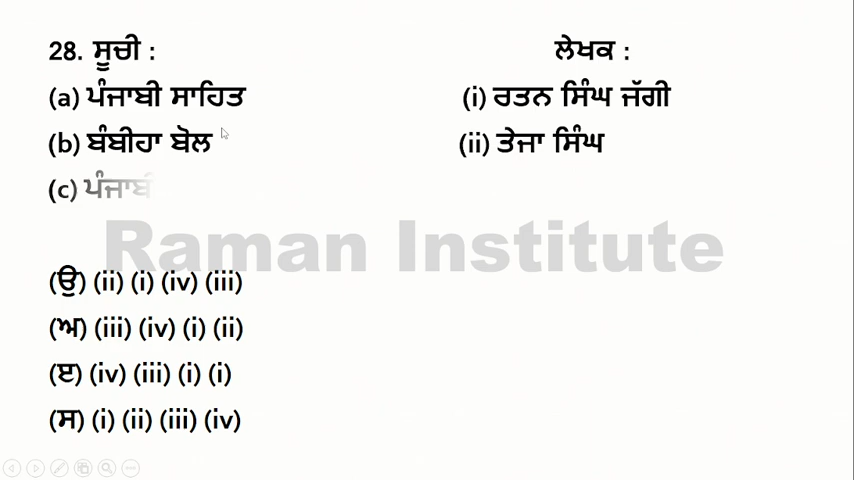 28. ਸੂਚੀ : ਲੇਖਕ :
(a) ਪੰਜਾਬੀ ਸਾਹਿਤ (i) ਰਤਨ ਸਿੰਘ ਜੱਗੀ
(b) ਬੰਬੀਹਾ ਬੋਲ (ii) ਤੇਜਾ ਸਿੰਘ
(c) ਪੰਜਾਬੀ
Raman Institute
(ਉ) (ii) (i) (iv) (iii)
(ਅ) (iii) (iv) (i) (ii)
(ੲ) (iv) (iii) (i) (i)
(ਸ) (i) (ii) (iii) (iv)